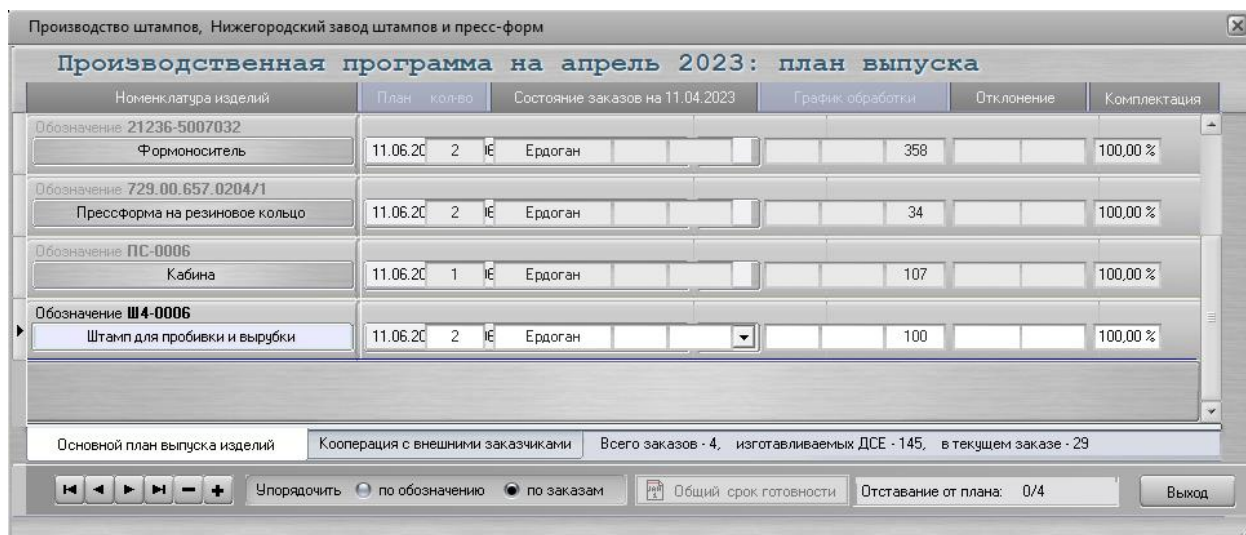 Производство штампов, Нижегородский завод штампов и пресс-форм
Производственная программа на апрель 2023: план выпуска
Номенклатура изделий План кол-во Состояние заказов на 11.04.2023 График обработки Отклонение Комплектация
Обозначение 21236-5007032
Формоноситель 11.06.20 2 Ердоган 358 100,00 %
Обозначение 729.00.657.0204/1
Прессформа на резиновое кольцо 11.06.20 2 Ердоган 34 100,00 %
Обозначение ПС-0006
Кабина 11.06.20 1 Ердоган 107 100,00 %
Обозначение Ш4-0006
Штамп для пробивки и вырубки 11.06.20 2 Ердоган 100 100,00 %
Основной план выпуска изделий Кооперация с внешними заказчиками Всего заказов - 4, изготавливаемых ДСЕ - 145, в текущем заказе - 29
Упорядочить по обозначению по заказам Общий срок готовности Отставание от плана: 0/4 Выход